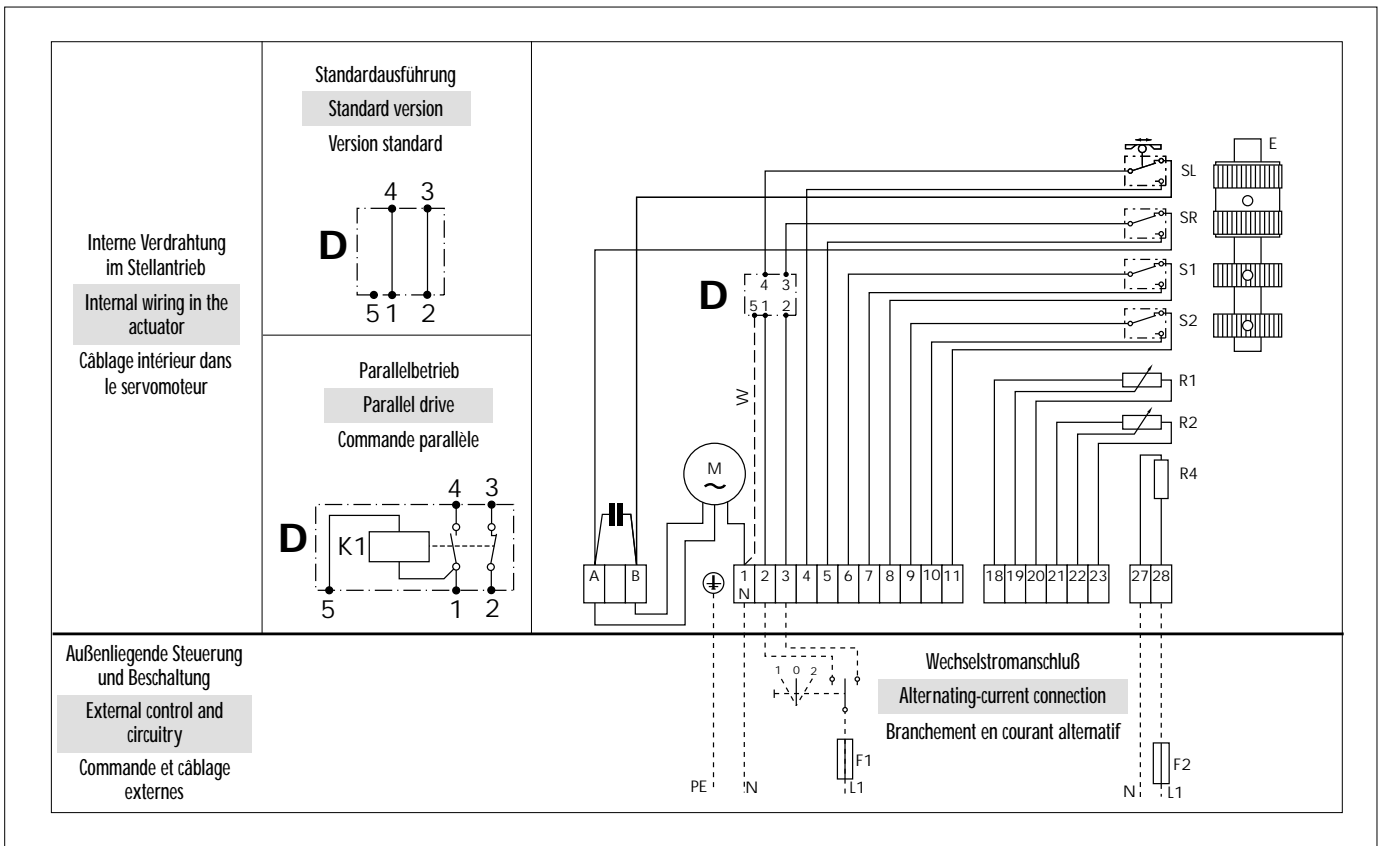 Interne Verdrahtung
im Stellantrieb
Internal wiring in the
actuator
Câblage intérieur dans
le servomoteur
Standardausführung
Standard version
Version standard
4 3
D
5 1 2
Parallelbetrieb
Parallel drive
Commande parallèle
4 3
D
K1
5 1 2
E
SL
SR
S1
S2
R1
R2
R4
D
4 3
5 1 2
W
M
~
A B
1 2 3 4 5 6 7 8 9 10 11
N
18 19 20 21 22 23
27 28
Außenliegende Steuerung
und Beschaltung
External control and
circuitry
Commande et câblage
externes
1 0 2
Wechselstromanschluß
Alternating-current connection
Branchement en courant alternatif
F1
F2
PE N L1
N L1